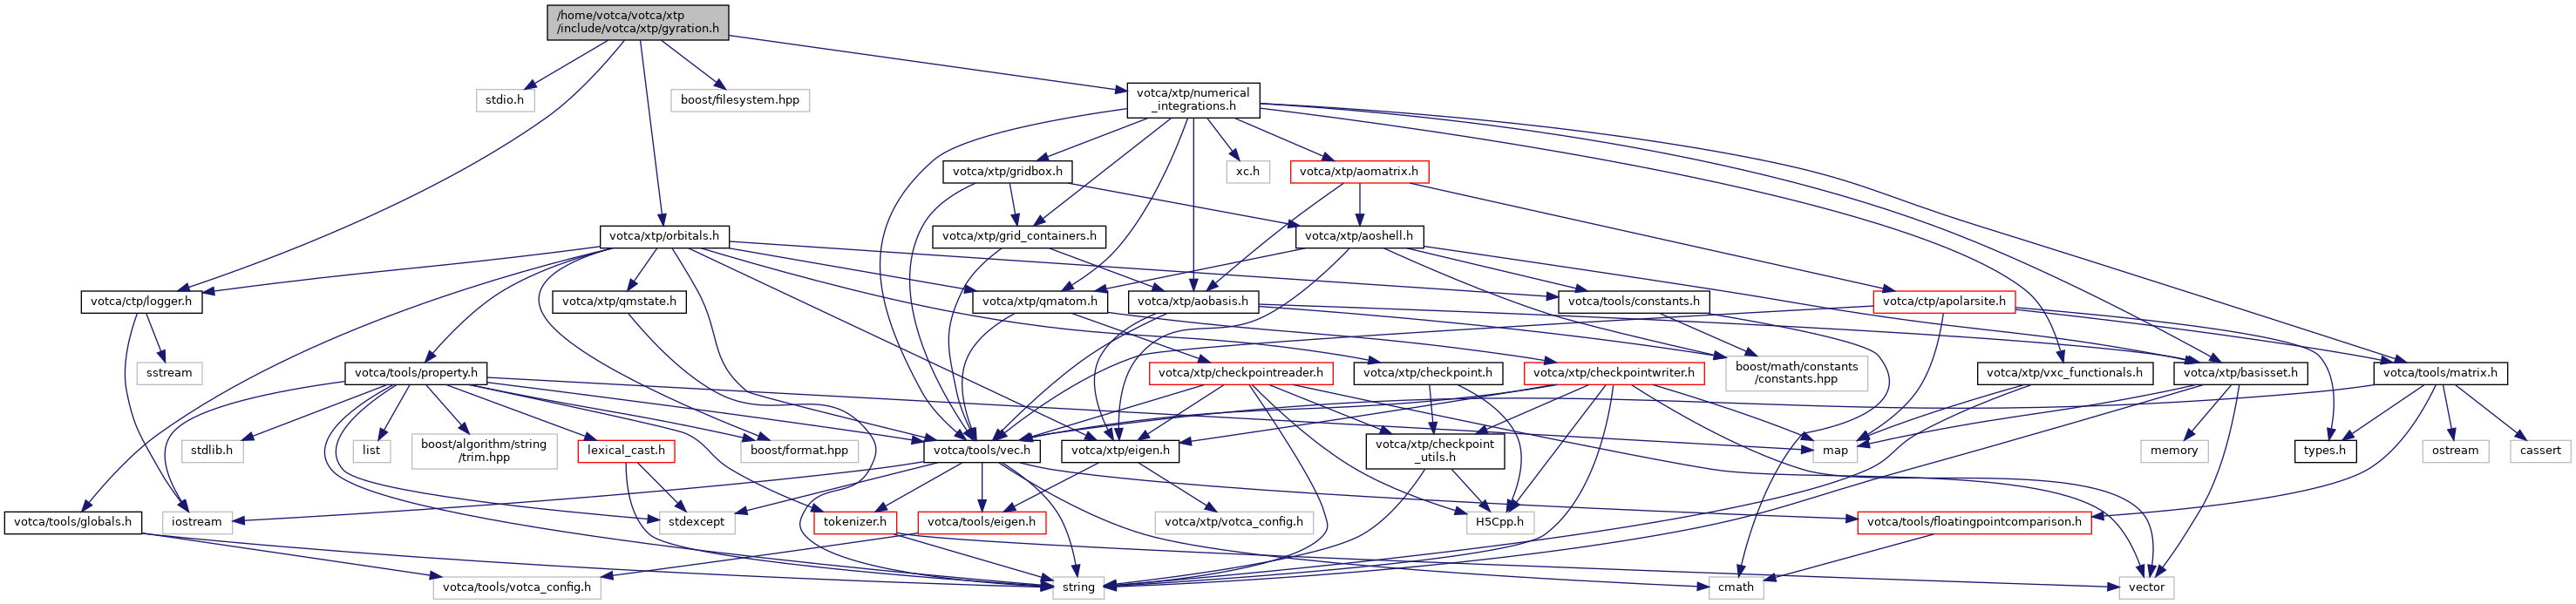 /home/votca/votca/xtp
/include/votca/xtp/gyration.h
stdio.h
boost/filesystem.hpp
votca/xtp/numerical
_integrations.h
votca/xtp/gridbox.h
xc.h
votca/xtp/aomatrix.h
votca/xtp/orbitals.h
votca/xtp/grid_containers.h
votca/xtp/aoshell.h
votca/ctp/logger.h
votca/xtp/qmstate.h
votca/xtp/qmatom.h
votca/xtp/aobasis.h
votca/tools/constants.h
votca/ctp/apolarsite.h
sstream
votca/tools/property.h
votca/xtp/checkpointreader.h
votca/xtp/checkpoint.h
votca/xtp/checkpointwriter.h
boost/math/constants
/constants.hpp
votca/xtp/vxc_functionals.h
votca/xtp/basisset.h
votca/tools/matrix.h
stdlib.h
list
boost/algorithm/string
/trim.hpp
lexical_cast.h
boost/format.hpp
votca/tools/vec.h
votca/xtp/eigen.h
votca/xtp/checkpoint
_utils.h
map
memory
types.h
ostream
cassert
votca/tools/globals.h
iostream
stdexcept
tokenizer.h
votca/tools/eigen.h
votca/xtp/votca_config.h
H5Cpp.h
votca/tools/floatingpointcomparison.h
votca/tools/votca_config.h
string
cmath
vector